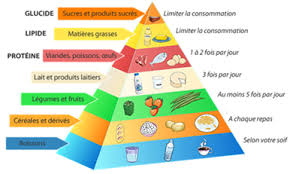 GLUCIDE Sucres et produits sucrés Limiter la consommation
LIPIDE Matières grasses Limiter la consommation
PROTÉINE Viandes, poissons, œufs 1 à 2 fois par jour
Lait et produits laitiers 3 fois par jour
Légumes et fruits Au moins 5 fois par jour
Céréales et dérivés A chaque repas
Boissons Selon votre soif